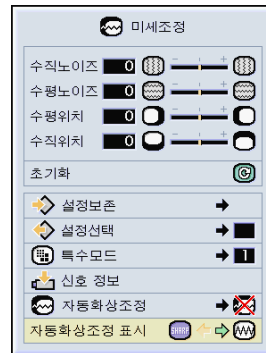 미세조정
수직노이즈 0 - +
수평노이즈 0 - +
수평위치 0 - +
수직위치 0 - +
초기화
설정보존
설정선택
특수모드 1
신호 정보
자동화상조정
자동화상조정 표시 SHARP